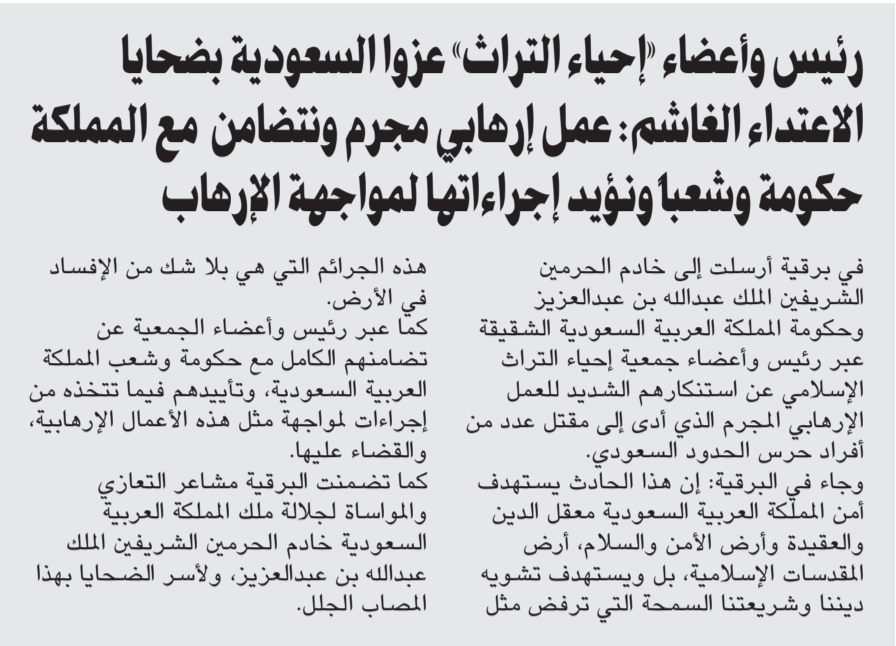 رئيس وأعضاء «إحياء التراث» عزوا السعودية بضحايا
الاعتداء الغاشم: عمل إرهابي مجرم ونتضامن مع المملكة
حكومة وشعباً ونؤيد إجراءاتها لمواجهة الإرهاب
في برقية أرسلت إلى خادم الحرمين
الشريفين الملك عبدالله بن عبدالعزيز
وحكومة المملكة العربية السعودية الشقيقة
عبر رئيس وأعضاء جمعية إحياء التراث
الإسلامي عن استنكارهم الشديد للعمل
الإرهابي المجرم الذي أدى إلى مقتل عدد من
أفراد حرس الحدود السعودي.
وجاء في البرقية: إن هذا الحادث يستهدف
أمن المملكة العربية السعودية معقل الدين
والعقيدة وأرض الأمن والسلام، أرض
المقدسات الإسلامية، بل ويستهدف تشويه
ديننا وشريعتنا السمحة التي ترفض مثل
هذه الجرائم التي هي بلا شك من الإفساد
في الأرض.
كما عبر رئيس وأعضاء الجمعية عن
تضامنهم الكامل مع حكومة وشعب المملكة
العربية السعودية، وتأييدهم فيما تتخذه من
إجراءات لمواجهة مثل هذه الأعمال الإرهابية،
والقضاء عليها.
كما تضمنت البرقية مشاعر التعازي
والمواساة لجلالة ملك المملكة العربية
السعودية خادم الحرمين الشريفين الملك
عبدالله بن عبدالعزيز، ولأسر الضحايا بهذا
المصاب الجلل.